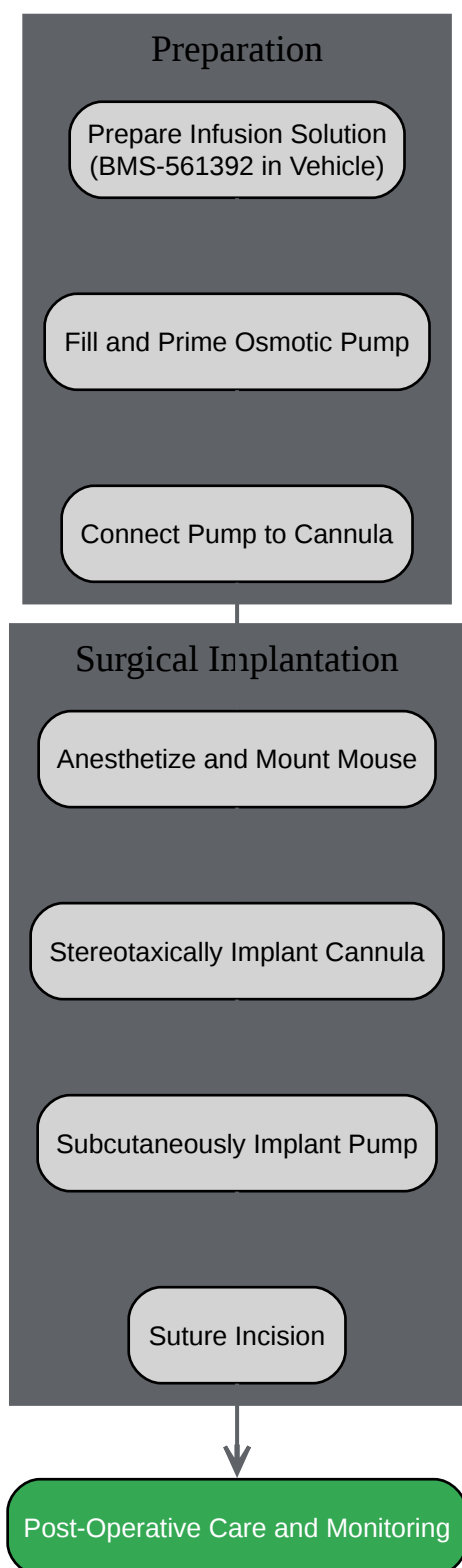 Preparation
Prepare Infusion Solution
(BMS-561392 in Vehicle)
Fill and Prime Osmotic Pump
Connect Pump to Cannula
Surgical Implantation
Anesthetize and Mount Mouse
Stereotaxically Implant Cannula
Subcutaneously Implant Pump
Suture Incision
Post-Operative Care and Monitoring